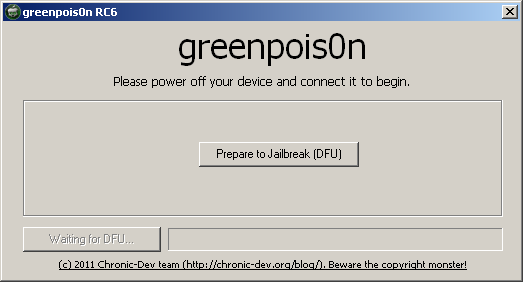 greenpois0n RC6
greenpois0n
Please power off your device and connect it to begin.
Prepare to Jailbreak (DFU)
Waiting for DFU...
(c) 2011 Chronic-Dev team (http://chronic-dev.org/blog/). Beware the copyright monster!